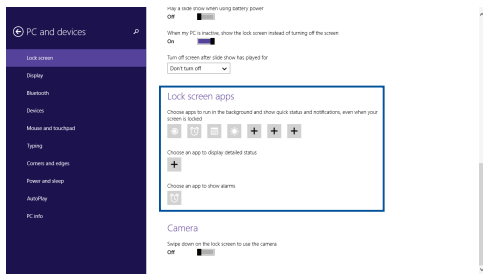 Play a slide show when using battery power
Off
PC and devices
When my PC is inactive, show the lock screen instead of turning off the screen
On
Lock screen
Display
Bluetooth
Devices
Mouse and touchpad
Typing
Corners and edges
Power and sleep
AutoPlay
PC info
Turn off screen after slide show has played for
Don't turn off
Lock screen apps
Choose apps to run in the background and show quick status and notifications, even when your
screen is locked
Choose an app to display detailed status
Choose an app to show alarms
Camera
Swipe down on the lock screen to use the camera
Off